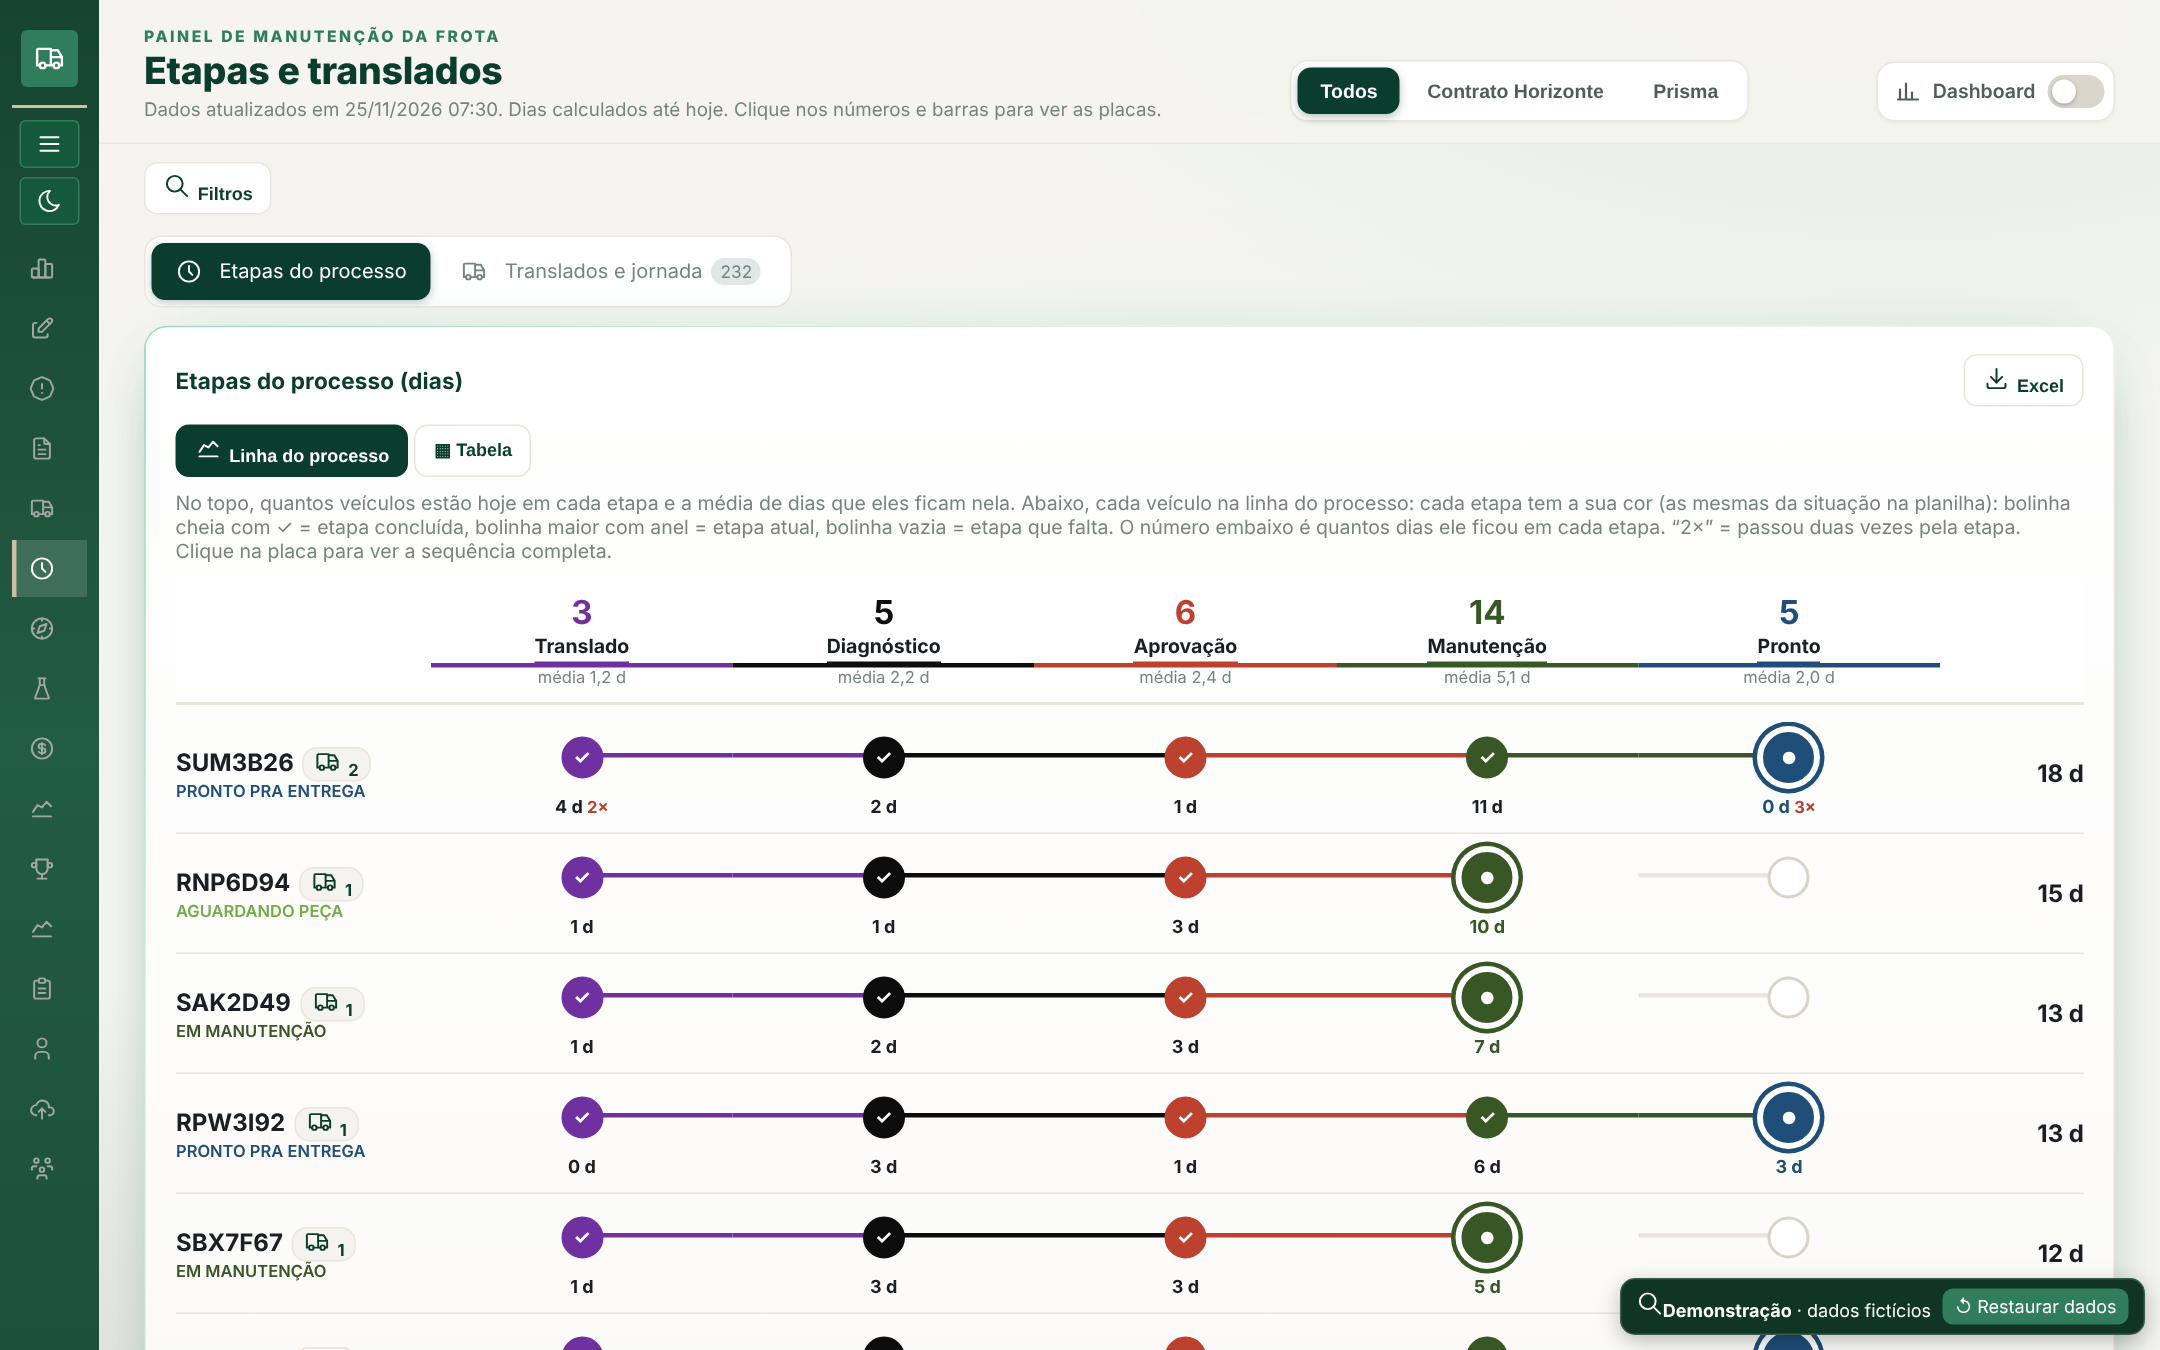 PAINEL DE MANUTENÇÃO DA FROTA
Etapas e translados
Dados atualizados em 25/11/2026 07:30. Dias calculados até hoje. Clique nos números e barras para ver as placas.
Todos Contrato Horizonte Prisma
Dashboard
Filtros
Etapas do processo
Translados e jornada 232
Etapas do processo (dias)
Excel
Linha do processo
Tabela
No topo, quantos veículos estão hoje em cada etapa e a média de dias que eles ficam nela. Abaixo, cada veículo na linha do processo: cada etapa tem a sua cor (as mesmas da situação na planilha): bolinha
cheia com ✓ = etapa concluída, bolinha maior com anel = etapa atual, bolinha vazia = etapa que falta. O número embaixo é quantos dias ele ficou em cada etapa. “2×” = passou duas vezes pela etapa.
Clique na placa para ver a sequência completa.
3 5 6 14 5
Translado Diagnóstico Aprovação Manutenção Pronto
média 1,2 d média 2,2 d média 2,4 d média 5,1 d média 2,0 d
SUM3B26 2
PRONTO PRA ENTREGA
4 d 2× 2 d 1 d 11 d 0 d 3×
18 d
RNP6D94 1
AGUARDANDO PEÇA
1 d 1 d 3 d 10 d
15 d
SAK2D49 1
EM MANUTENÇÃO
1 d 2 d 3 d 7 d
13 d
RPW3I92 1
PRONTO PRA ENTREGA
0 d 3 d 1 d 6 d 3 d
13 d
SBX7F67 1
EM MANUTENÇÃO
1 d 3 d 3 d 5 d
12 d
Demonstração · dados fictícios
Restaurar dados